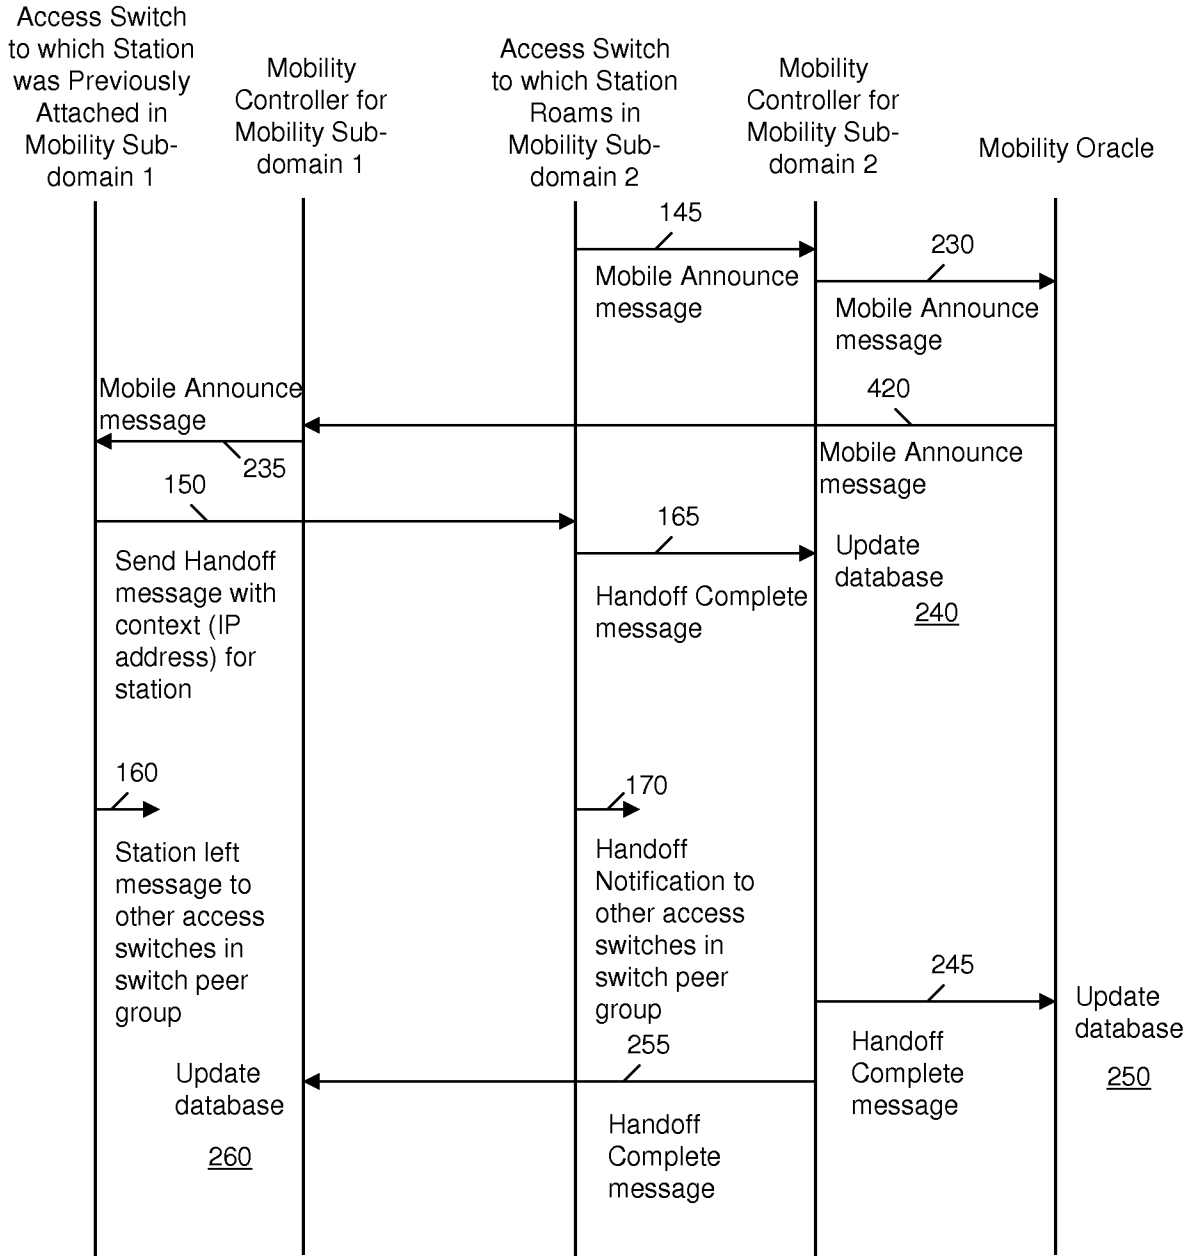 Access Switch
to which Station
was Previously
Attached in
Mobility Sub-
domain 1
Mobility
Controller for
Mobility Sub-
domain 1
Access Switch
to which Station
Roams in
Mobility Sub-
domain 2
Mobility
Controller for
Mobility Sub-
domain 2
Mobility Oracle
145
Mobile Announce
message
230
Mobile Announce
message
420
Mobile Announce
message
Mobile Announce
message
235
150
Send Handoff
message with
context (IP
address) for
station
165
Handoff Complete
message
Update
database
240
160
Station left
message to
other access
switches in
switch peer
group
170
Handoff
Notification to
other access
switches in
switch peer
group
245
Handoff
Complete
message
Update
database
250
255
Handoff
Complete
message
Update
database
260